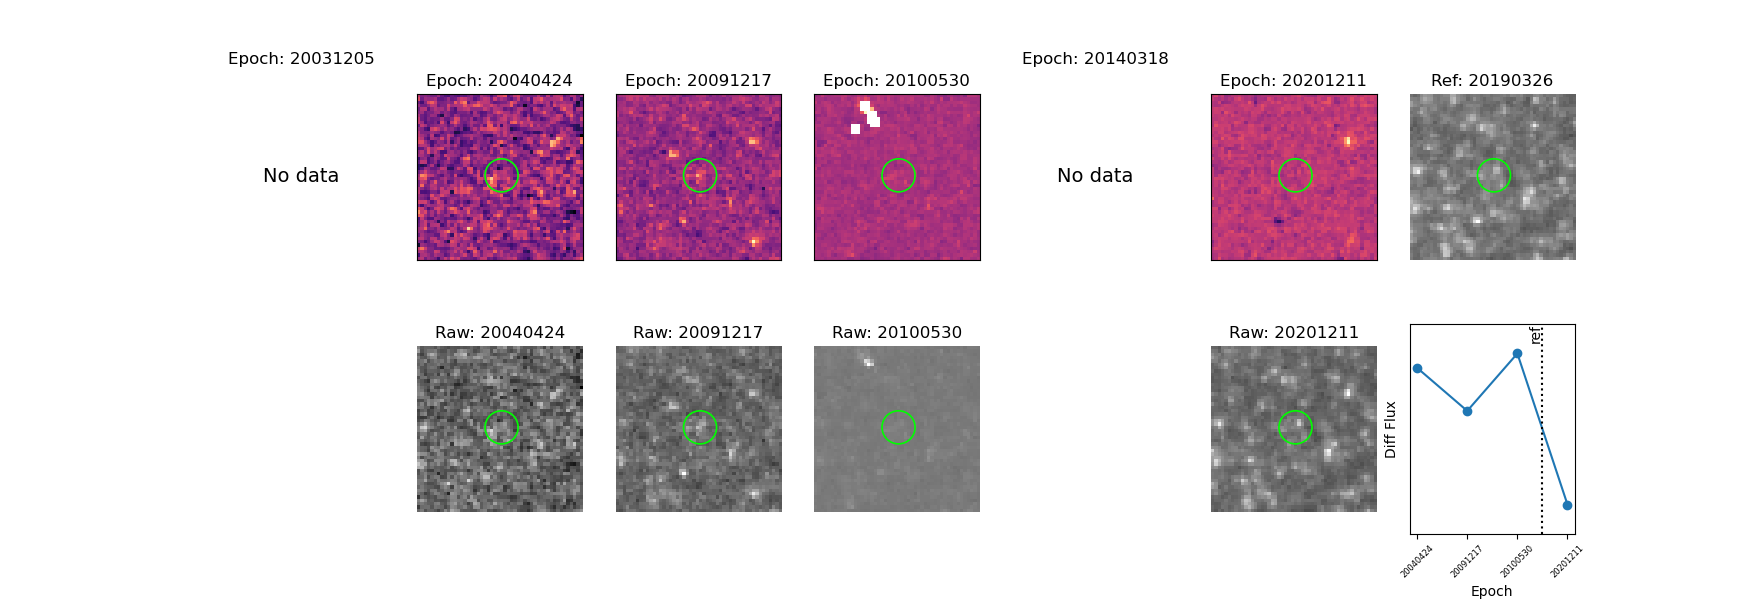 Epoch: 20031205
Epoch: 20140318
Epoch: 20040424
Epoch: 20091217
Epoch: 20100530
Epoch: 20201211
Ref: 20190326
No data
No data
Raw: 20040424
Raw: 20091217
Raw: 20100530
Raw: 20201211
ref
Diff Flux
20040424
20091217
20100530
20201211
Epoch